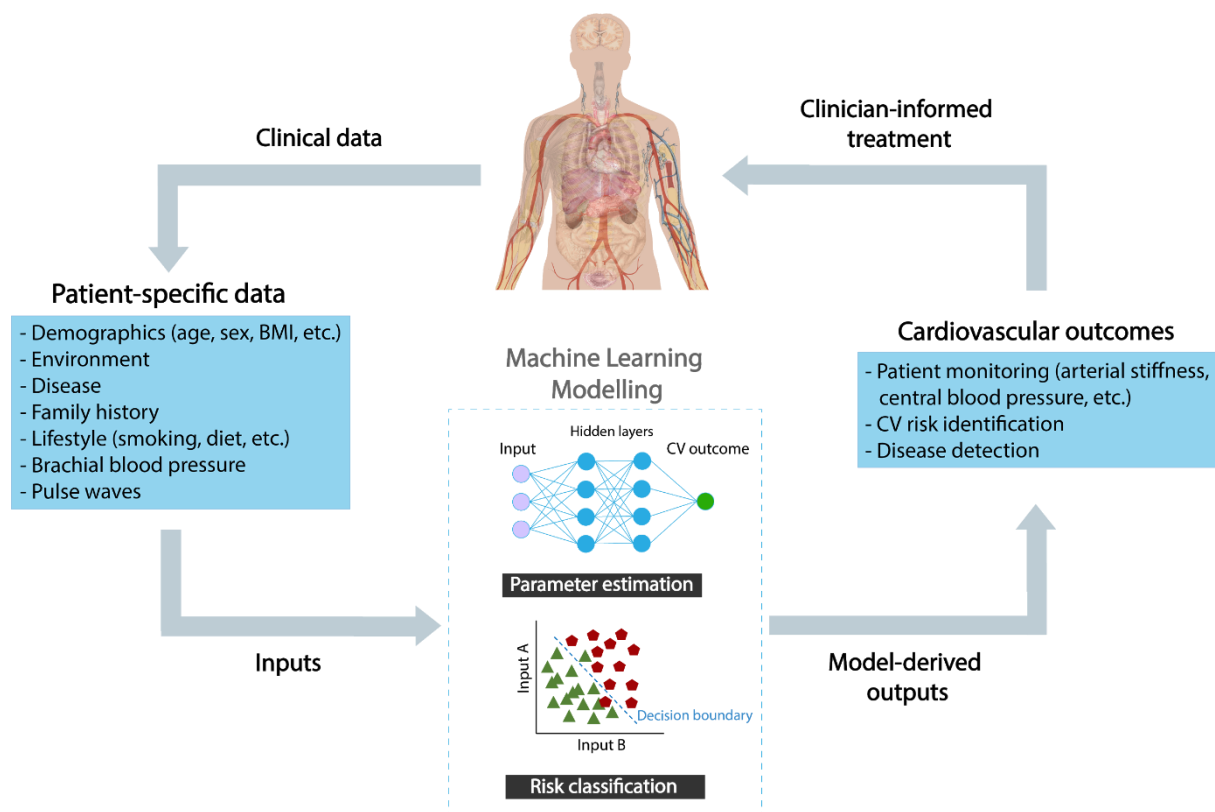 Clinical data
Clinician-informed
treatment
Patient-specific data
- Demographics (age, sex, BMI, etc.)
- Environment
- Disease
- Family history
- Lifestyle (smoking, diet, etc.)
- Brachial blood pressure
- Pulse waves
Inputs
Machine Learning
Modelling
Hidden layers
Input
CV outcome
Parameter estimation
Input A
Decision boundary
Input B
Risk classification
Cardiovascular outcomes
- Patient monitoring (arterial stiffness,
central blood pressure, etc.)
- CV risk identification
- Disease detection
Model-derived
outputs